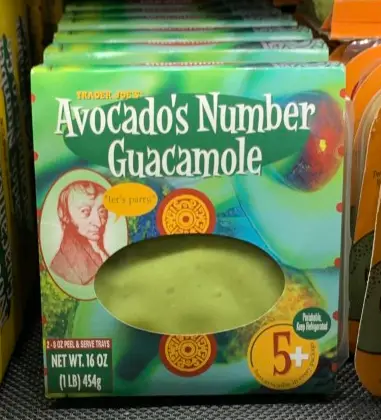 TRADER JOE'S
Avocado's Number
Guacamole
"let's party"
Perishable,
Keep Refrigerated
5+
2-8 OZ PEEL & SERVE TRAYS
NET WT. 16 OZ
(1 LB) 454g